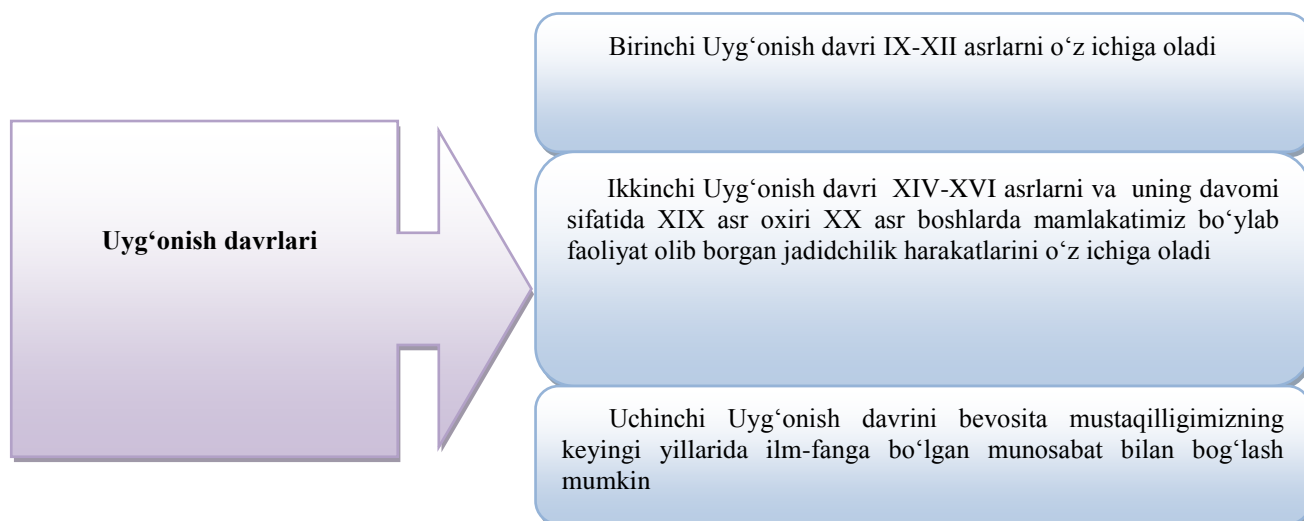 Uyg‘onish davrlari
Birinchi Uyg‘onish davri IX-XII asrlarni o‘z ichiga oladi
Ikkinchi Uyg‘onish davri XIV-XVI asrlarni va uning davomi
sifatida XIX asr oxiri XX asr boshlarda mamlakatimiz bo‘ylab
faoliyat olib borgan jadidchilik harakatlarini o‘z ichiga oladi
Uchinchi Uyg‘onish davrini bevosita mustaqilligimizning
keyingi yillarida ilm-fanga bo‘lgan munosabat bilan bog‘lash
mumkin